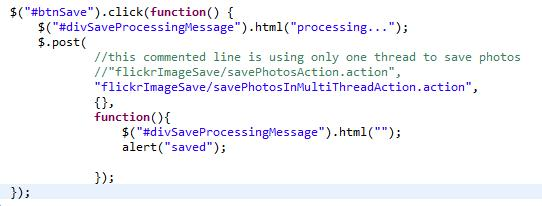 $("#btnSave").click(function() {
$("#divSaveProcessingMessage").html("processing...");
$.post(
//this commented line is using only one thread to save photos
//"flickrImageSave/savePhotosAction.action",
"flickrImageSave/savePhotosInMultiThreadAction.action",
{},
function(){
$("#divSaveProcessingMessage").html("");
alert("saved");
});
});